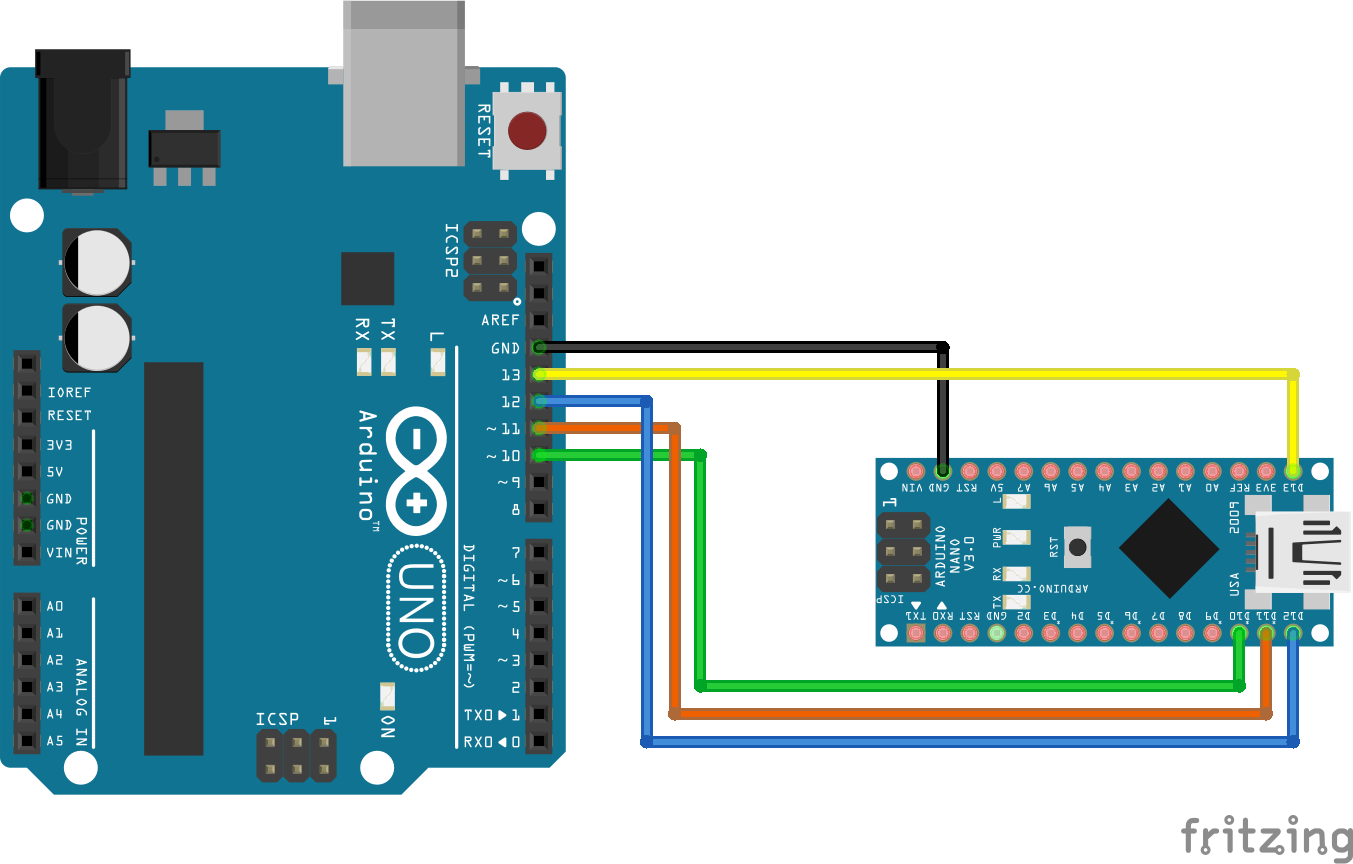 RESET
ICSP2
AREF
GND
13
12
~11
~10
~9
8
7
~6
~5
4
~3
2
TX0 1
RX0 0
RX
TX
L
IOREF
RESET
3V3
5V
GND
GND
VIN
POWER
A0
A1
A2
A3
A4
A5
ANALOG IN
Arduino™
UNO
DIGITAL (PWM=~)
ICSP
1
ON
VIN GND RST 5V A7 A6 A5 A4 A3 A2 A1 A0 REF 3V3 D13
1
L
PWR
RX
TX
ARDUINO
NANO
V3.0
RST
ARDUINO.CC
ICSP
USA
TX1 RX0 RST GND D2 D3 D4 D5 D6 D7 D8 D9 D10 D11 D12
fritzing